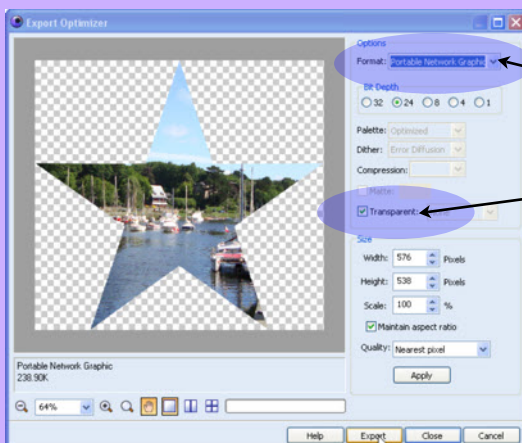 Export Optimizer
Options
Format: Portable Network Graphic
Bit Depth
32 24 8 4 1
Palette: Optimized
Dither: Error Diffusion
Compression:
Matte:
Transparent:
Size
Width: 576 Pixels
Height: 538 Pixels
Scale: 100 %
Maintain aspect ratio
Quality: Nearest pixel
Apply
Portable Network Graphic
238.90K
64%
Help Export Close Cancel